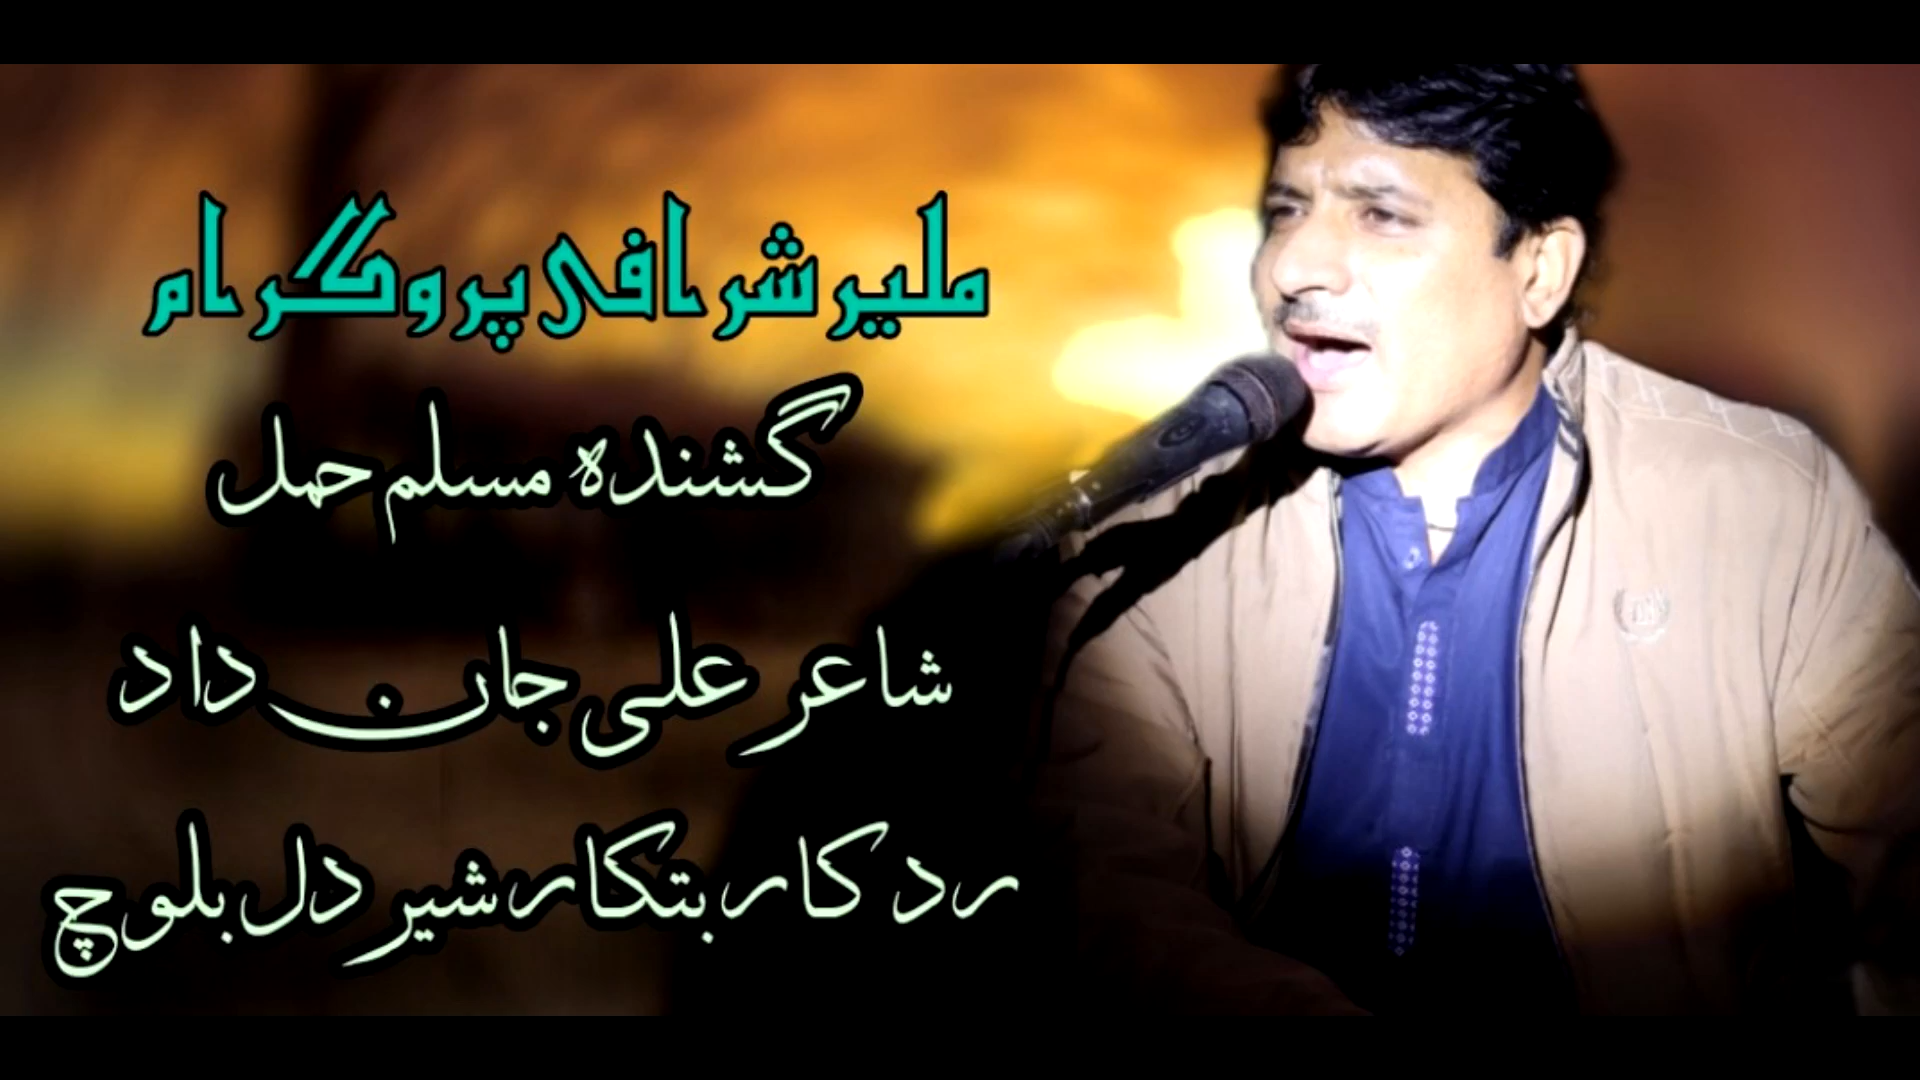 ملیر شرافی پروگرام
گشندہ مسلم حمل
شاعر علی جان داد
ردکار بتکار شیر دل بلوچ